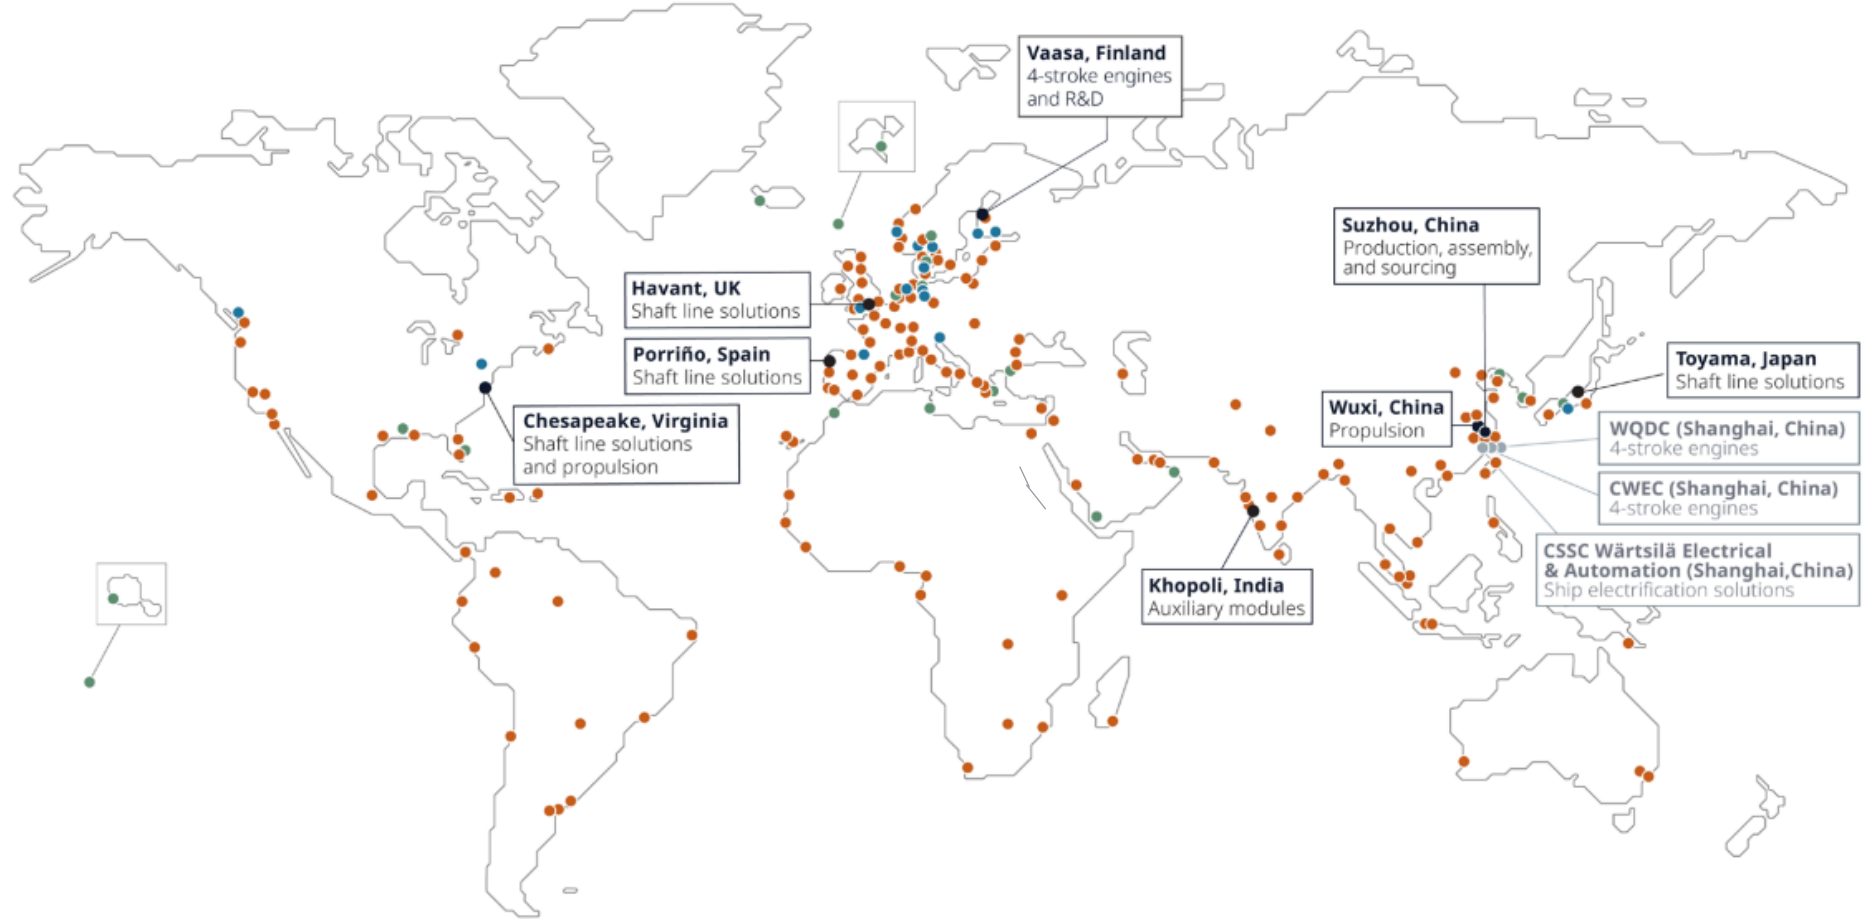 Vaasa, Finland
4-stroke engines
and R&D
Suzhou, China
Production, assembly,
and sourcing
Havant, UK
Shaft line solutions
Porriño, Spain
Shaft line solutions
Toyama, Japan
Shaft line solutions
Chesapeake, Virginia
Shaft line solutions
and propulsion
Wuxi, China
Propulsion
WQDC (Shanghai, China)
4-stroke engines
CWEC (Shanghai, China)
4-stroke engines
CSSC Wärtsilä Electrical
& Automation (Shanghai,China)
Ship electrification solutions
Khopoli, India
Auxiliary modules